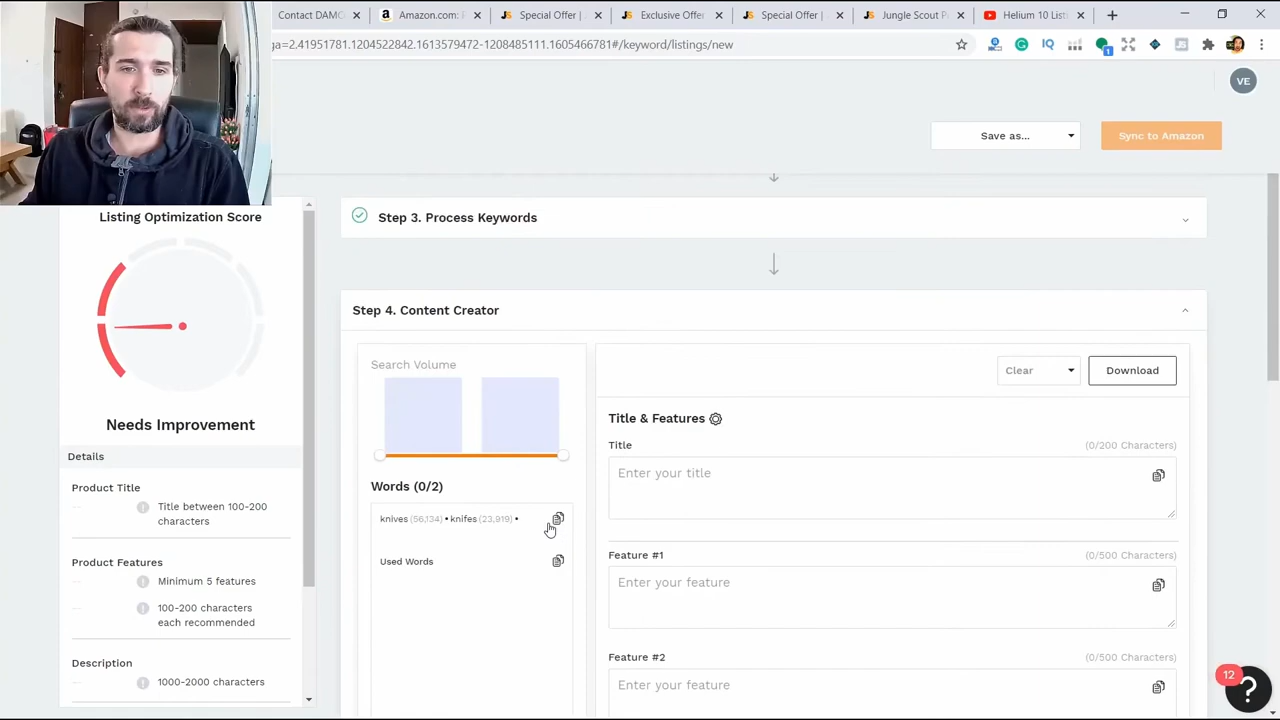 Contact DAMG
Amazon.com: F
Special Offer
Exclusive Offer
Special Offer
Jungle Scout P
Helium 10 Lis
ga=2.41951781.1204522842.1613579472-1208485111.1605466781#/keyword/listings/new
VE
Save as...
Sync to Amazon
Listing Optimization Score
Needs Improvement
Details
Product Title
Title between 100-200
characters
Product Features
Minimum 5 features
100-200 characters
each recommended
Description
1000-2000 characters
Step 3. Process Keywords
Step 4. Content Creator
Search Volume
Words (0/2)
knives (56,134) • knifes (23,919) •
Used Words
Clear
Download
Title & Features
Title
(0/200 Characters)
Enter your title
Feature #1
(0/500 Characters)
Enter your feature
Feature #2
(0/500 Characters)
Enter your feature
12
?